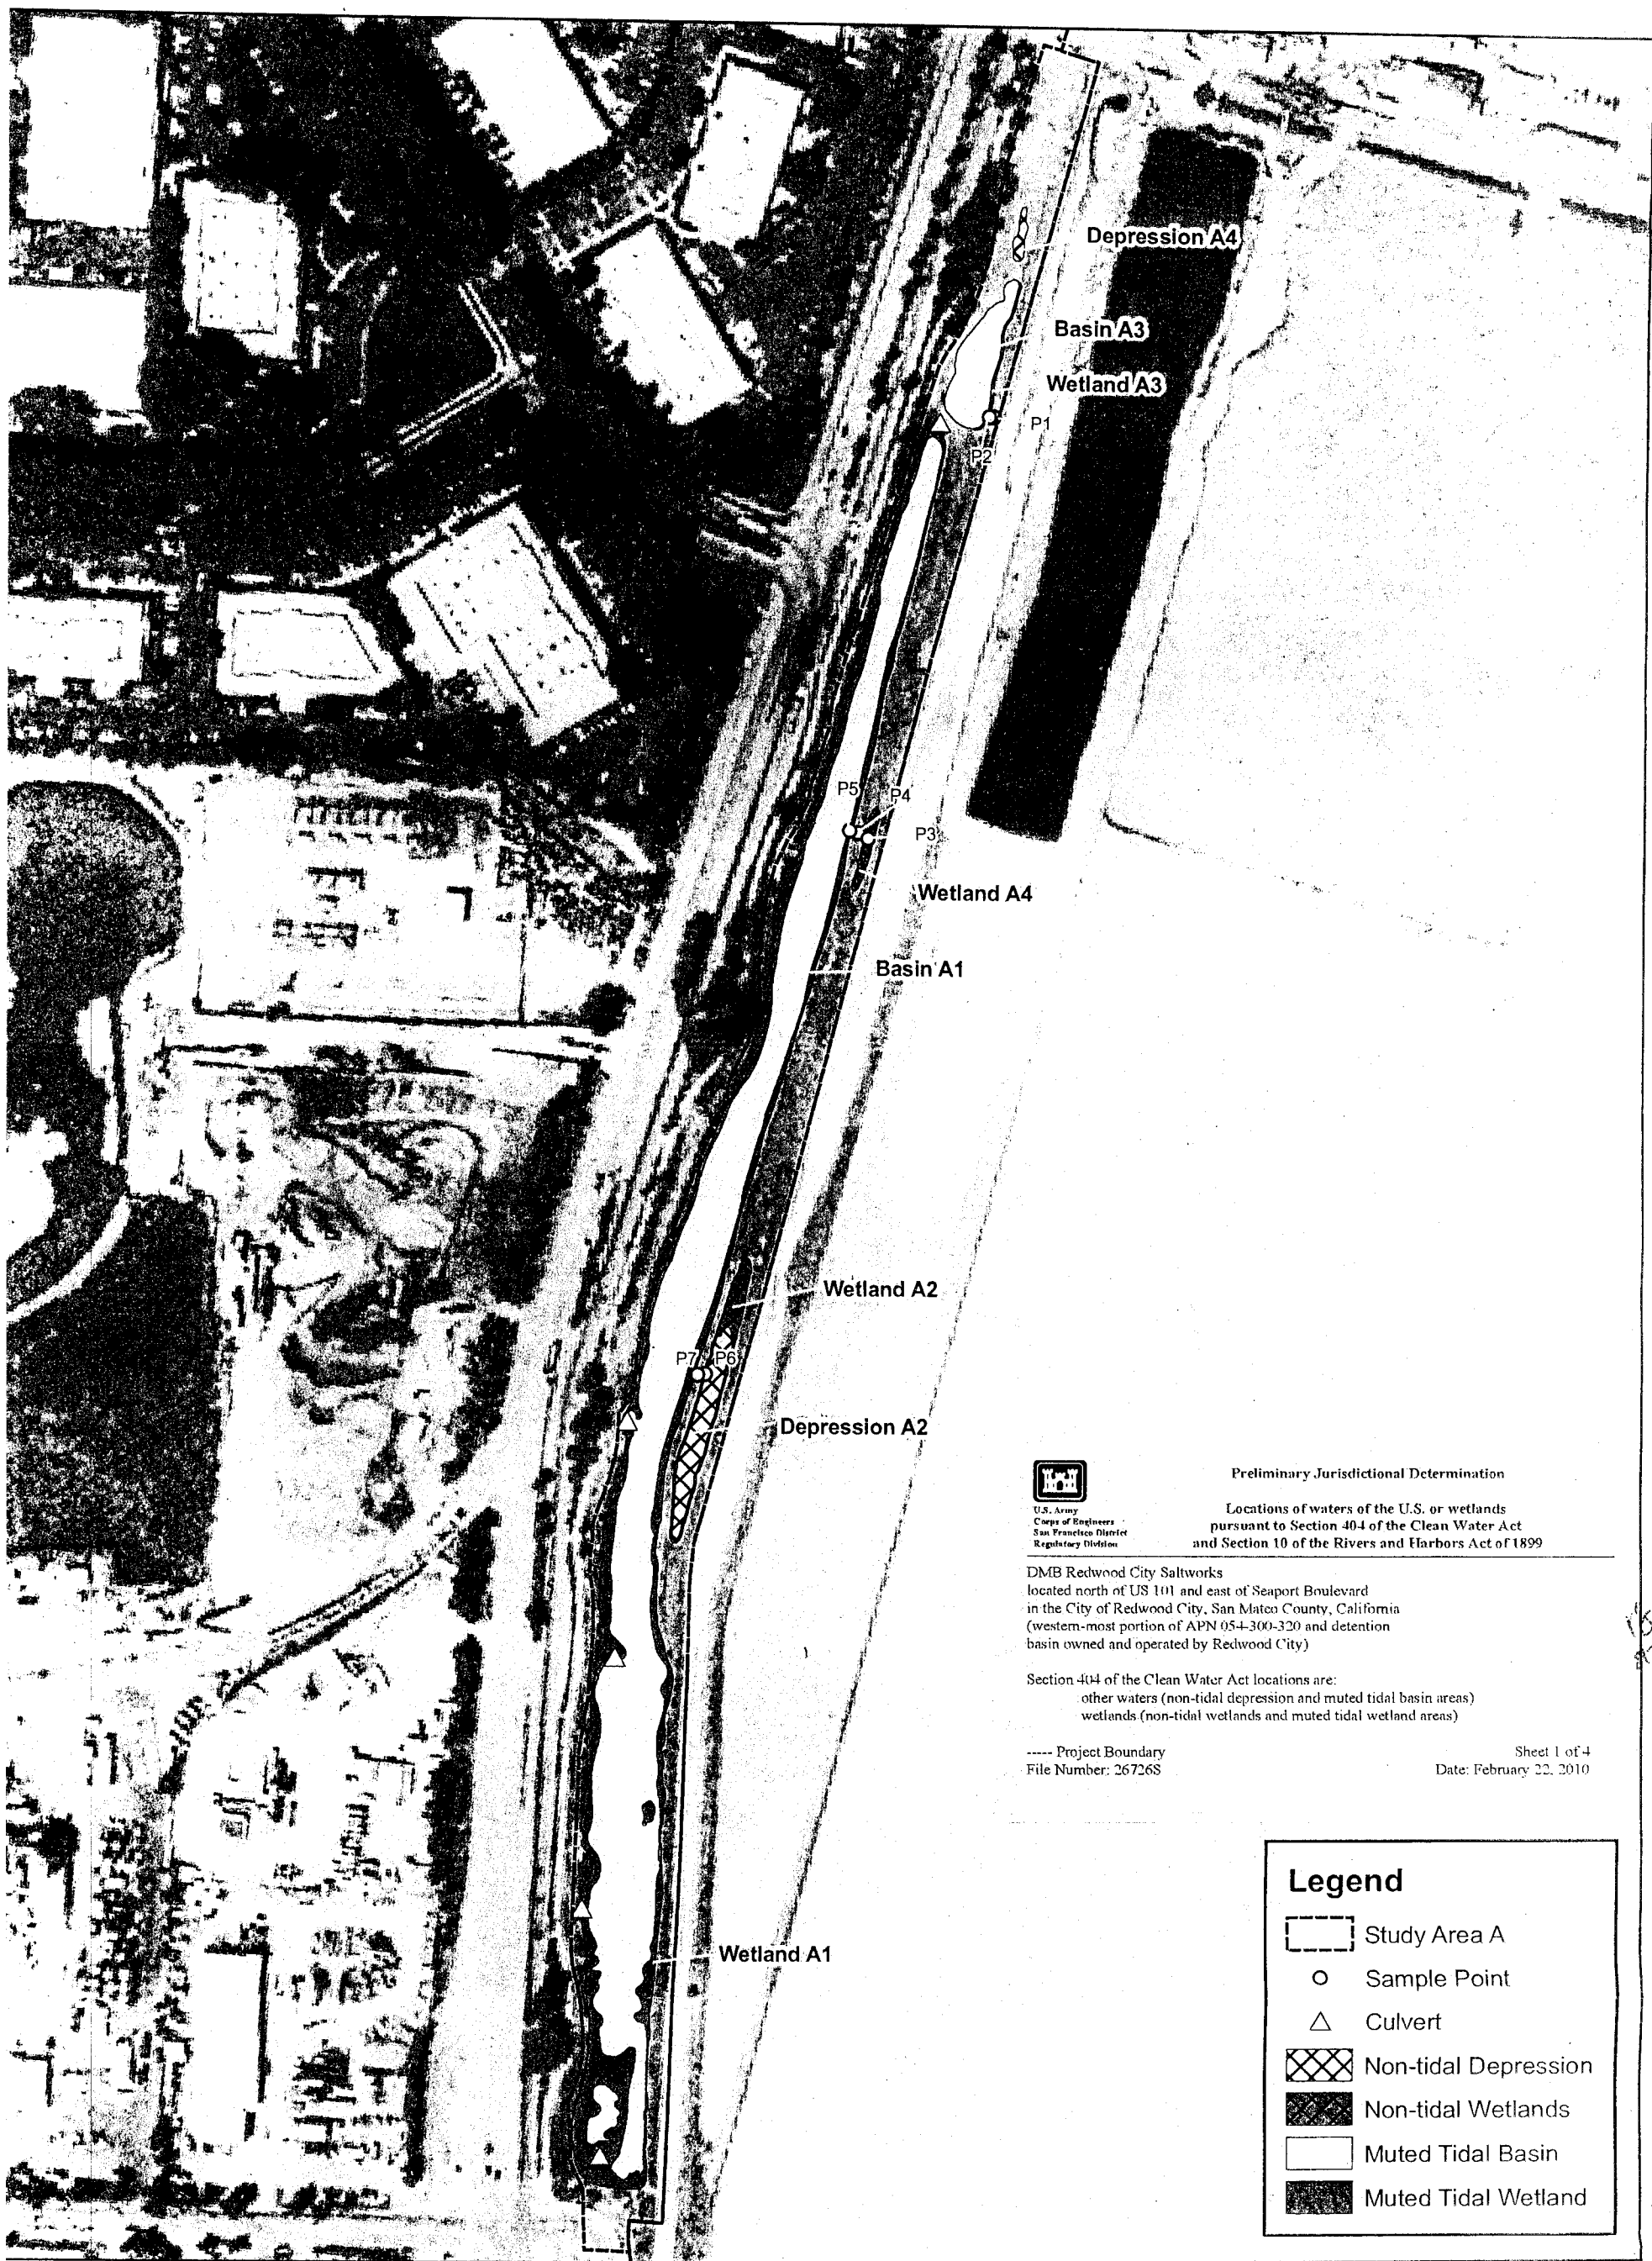 Depression A4
Basin A3
Wetland A3
P1
P2
P5
P4
P3
Wetland A4
Basin A1
Wetland A2
P7
P6
Depression A2
Wetland A1
U.S. Army
Corps of Engineers
San Francisco District
Regulatory Division
Preliminary Jurisdictional Determination
Locations of waters of the U.S. or wetlands
pursuant to Section 404 of the Clean Water Act
and Section 10 of the Rivers and Harbors Act of 1899
DMB Redwood City Saltworks
located north of US 101 and east of Seaport Boulevard
in the City of Redwood City, San Mateo County, California
(western-most portion of APN 054-300-320 and detention
basin owned and operated by Redwood City)
Section 404 of the Clean Water Act locations are:
other waters (non-tidal depression and muted tidal basin areas)
wetlands (non-tidal wetlands and muted tidal wetland areas)
----- Project Boundary
Sheet 1 of 4
File Number: 26726S
Date: February 22, 2010
Legend
Study Area A
Sample Point
Culvert
Non-tidal Depression
Non-tidal Wetlands
Muted Tidal Basin
Muted Tidal Wetland